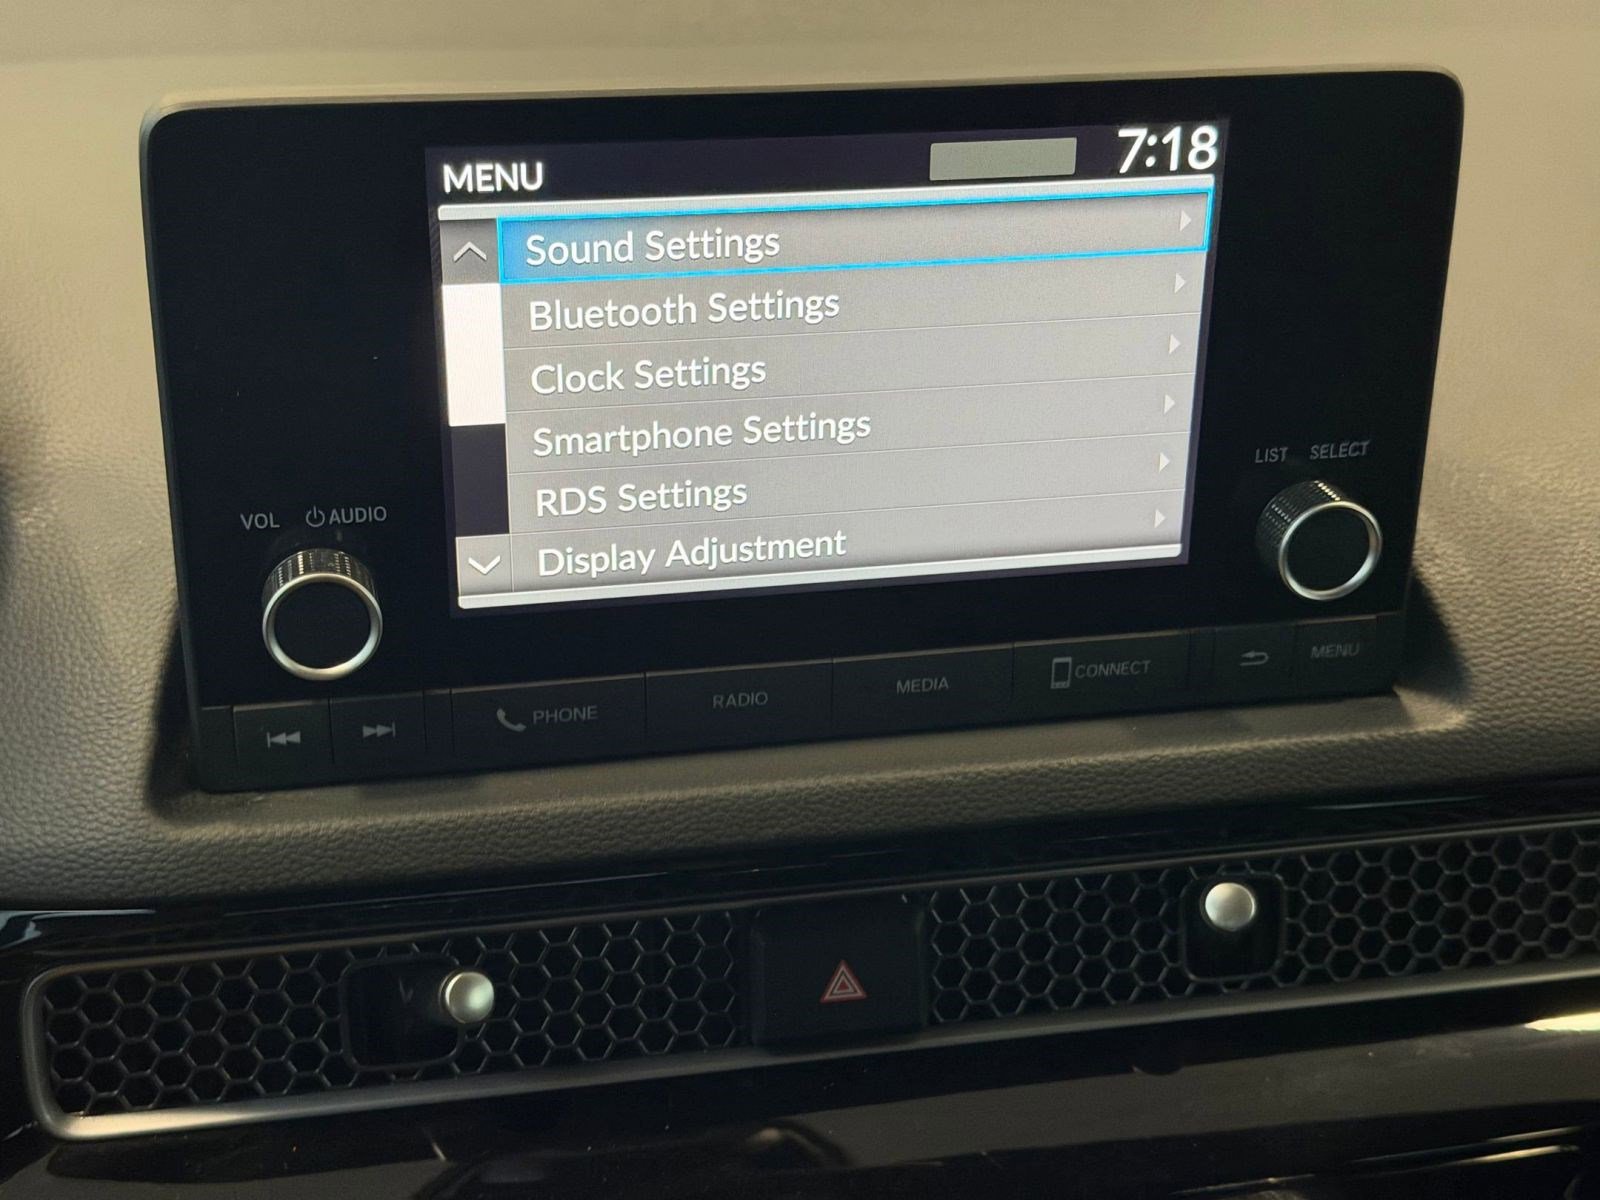 MENU 7:18
Sound Settings
Bluetooth Settings
Clock Settings
Smartphone Settings
RDS Settings
Display Adjustment
LIST SELECT
VOL AUDIO
PHONE RADIO MEDIA CONNECT MENU